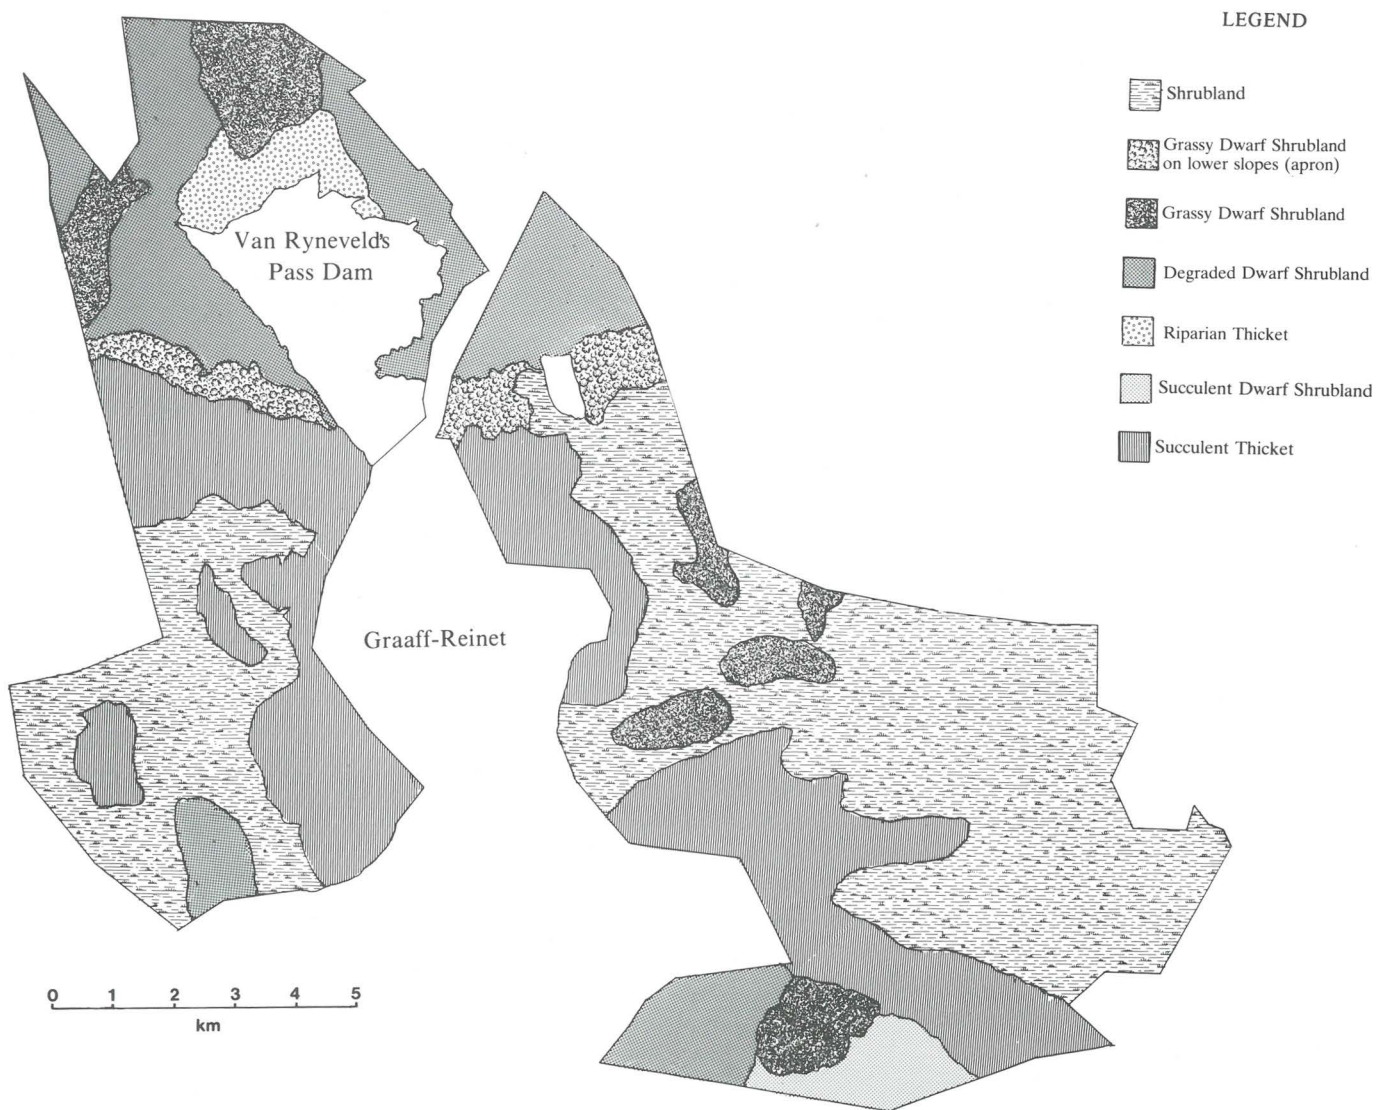 LEGEND
Shrubland
Grassy Dwarf Shrubland
on lower slopes (apron)
Grassy Dwarf Shrubland
Degraded Dwarf Shrubland
Riparian Thicket
Succulent Dwarf Shrubland
Succulent Thicket
Van Ryneveld's
Pass Dam
Graaff-Reinet
0 1 2 3 4 5
km